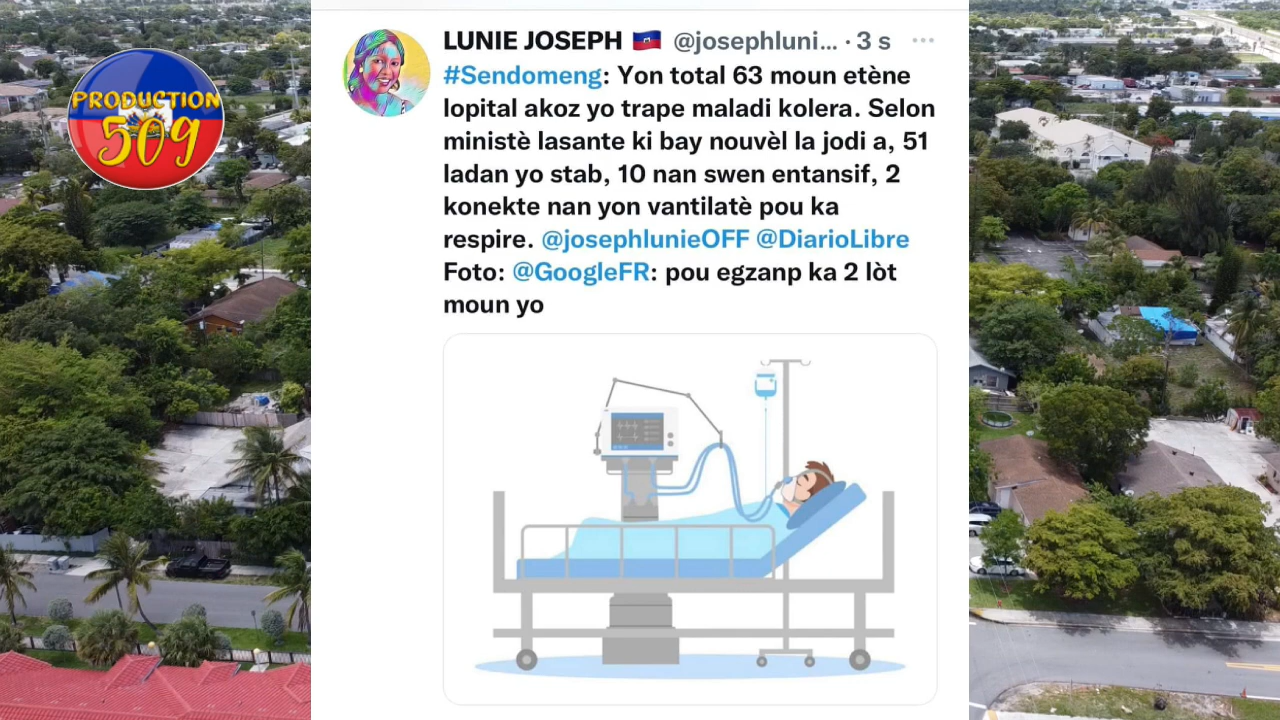 PRODUCTION
509
LUNIE JOSEPH 🇭🇹 @josephluni... · 3 s ...
#Sendomeng: Yon total 63 moun etène
lopital akoz yo trape maladi kolera. Selon
ministè lasante ki bay nouvèl la jodi a, 51
ladan yo stab, 10 nan swen entansif, 2
konekte nan yon vantilatè pou ka
respire. @josephlunieOFF @DiarioLibre
Foto: @GoogleFR: pou egzanp ka 2 lòt
moun yo